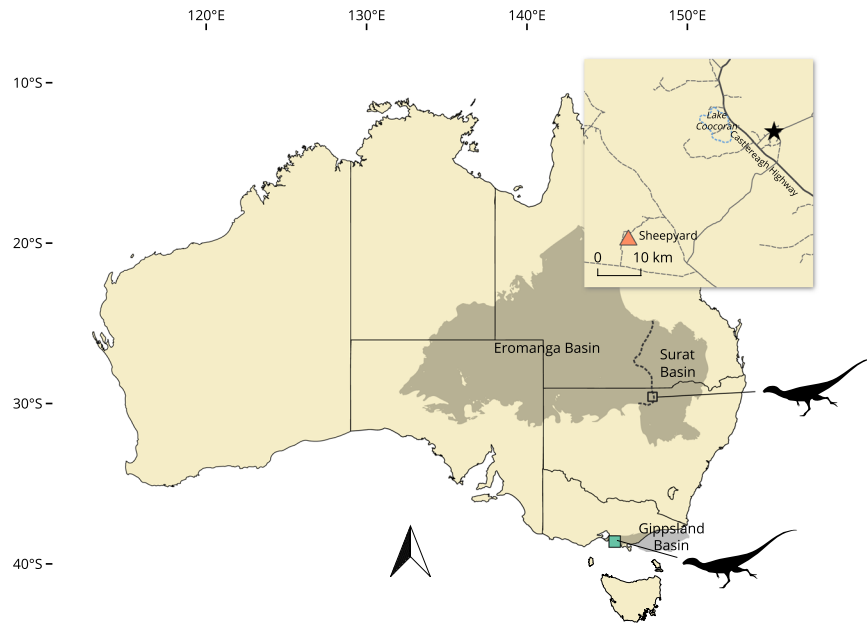 120°E 130°E 140°E 150°E
10°S
20°S
30°S
40°S
Lake
Coocoran
Castlereagh Highway
Sheepyard
0 10 km
Eromanga Basin
Surat
Basin
Gippsland
Basin